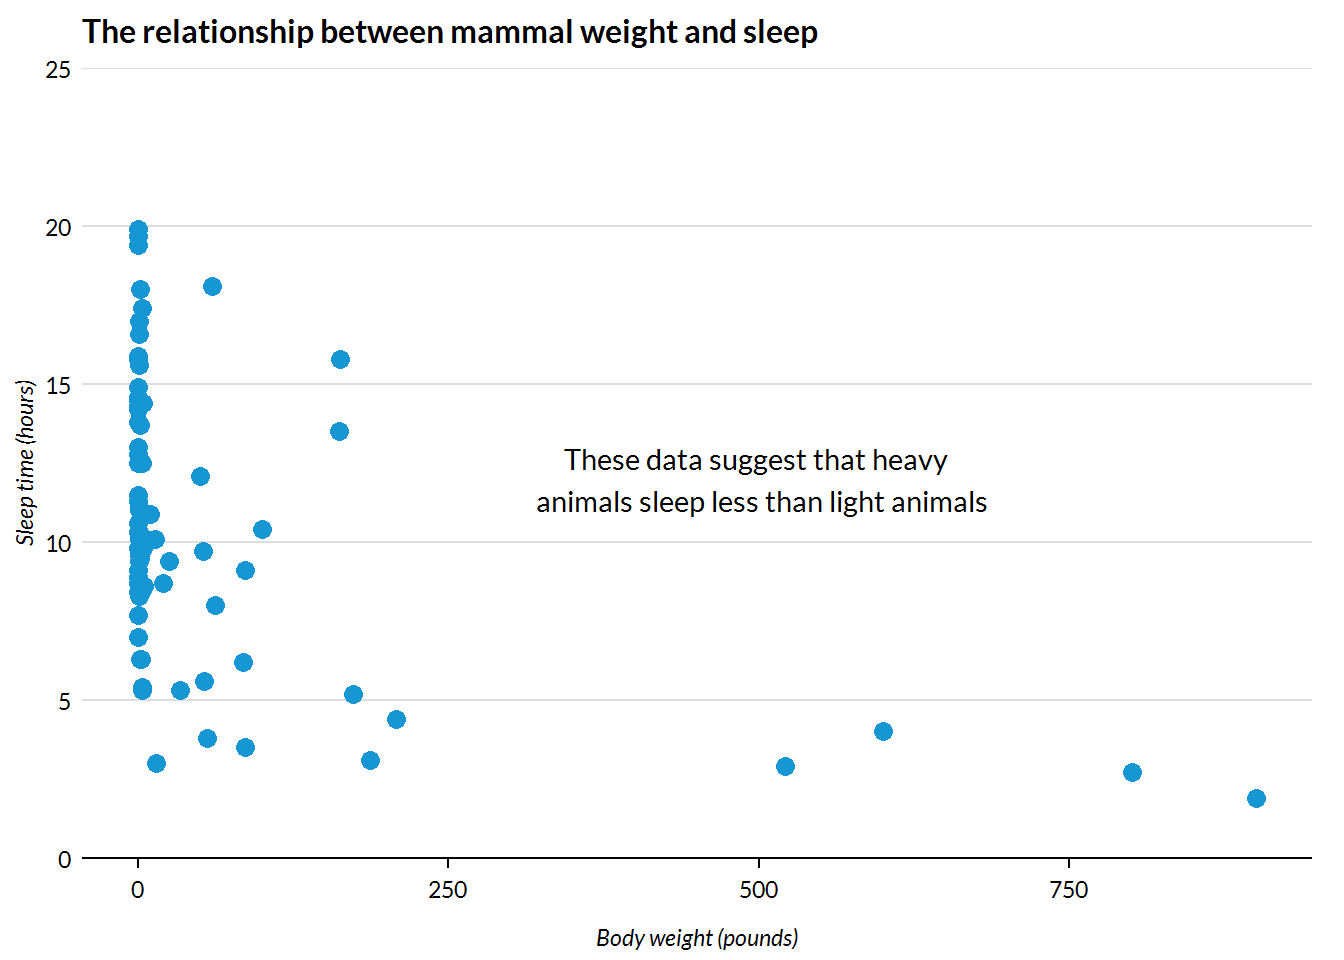 The relationship between mammal weight and sleep
25
20
15
10
5
0
Sleep time (hours)
These data suggest that heavy
animals sleep less than light animals
0 250 500 750
Body weight (pounds)